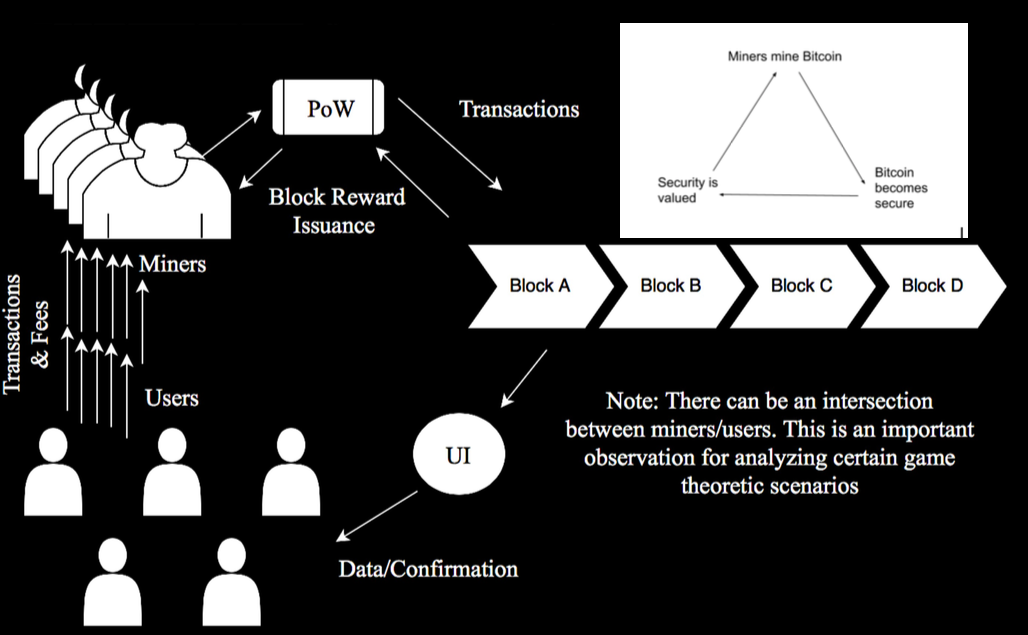 Miners mine Bitcoin
Security is
valued
Bitcoin
becomes
secure
PoW
Transactions
Block Reward
Issuance
Miners
Transactions
& Fees
Users
Block A
Block B
Block C
Block D
UI
Note: There can be an intersection
between miners/users. This is an important
observation for analyzing certain game
theoretic scenarios
Data/Confirmation